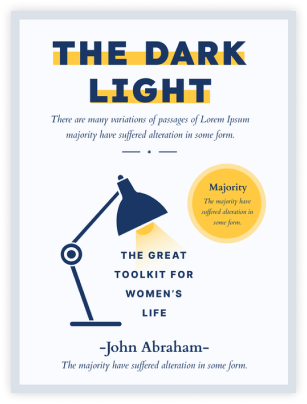 THE DARK
LIGHT
There are many variations of passages of Lorem Ipsum
majority have suffered alteration in some form.
Majority
The majority have
suffered alteration in
some form.
THE GREAT
TOOLKIT FOR
WOMEN'S
LIFE
-John Abraham-
The majority have suffered alteration in some form.